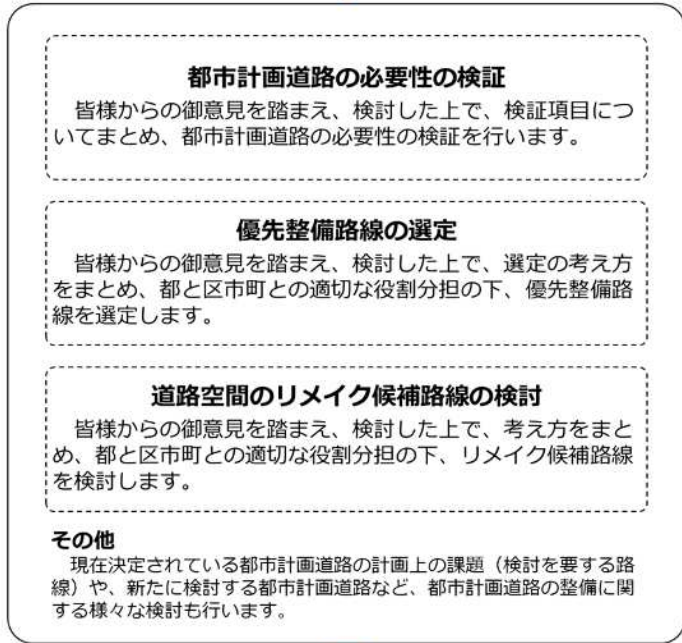 都市計画道路の必要性の検証
皆様からの御意見を踏まえ、検討した上で、検証項目につ
いてまとめ、都市計画道路の必要性の検証を行います。
優先整備路線の選定
皆様からの御意見を踏まえ、検討した上で、選定の考え方
をまとめ、都と区市町との適切な役割分担の下、優先整備路
線を選定します。
道路空間のリメイク候補路線の検討
皆様からの御意見を踏まえ、検討した上で、考え方をまと
め、都と区市町との適切な役割分担の下、リメイク候補路線
を検討します。
その他
現在決定されている都市計画道路の計画上の課題（検討を要する路
線）や、新たに検討する都市計画道路など、都市計画道路の整備に関
する様々な検討も行います。